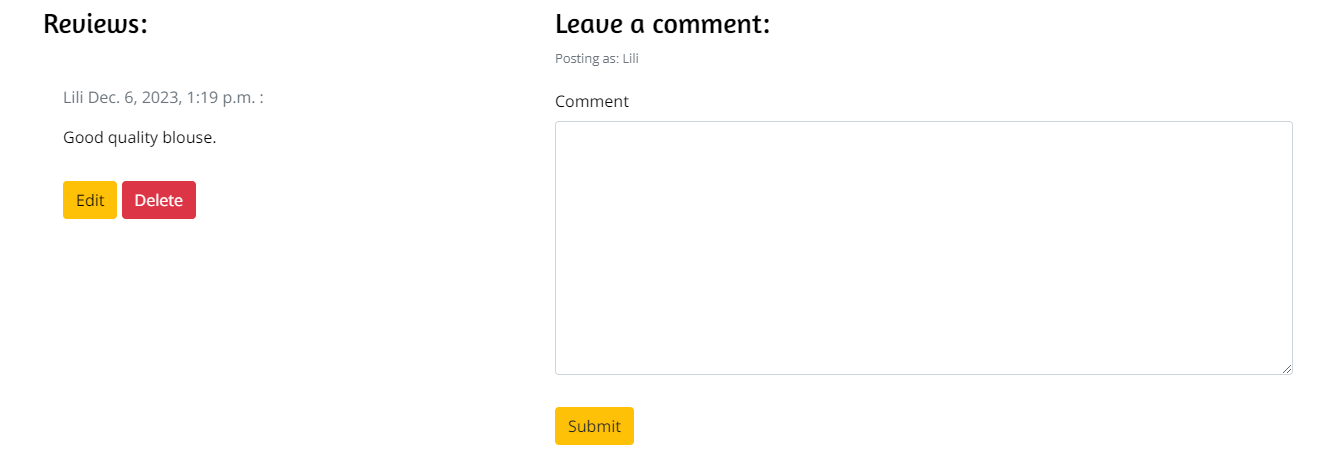 Reviews:
Lili Dec. 6, 2023, 1:19 p.m. :
Good quality blouse.
Edit Delete
Leave a comment:
Posting as: Lili
Comment
Submit